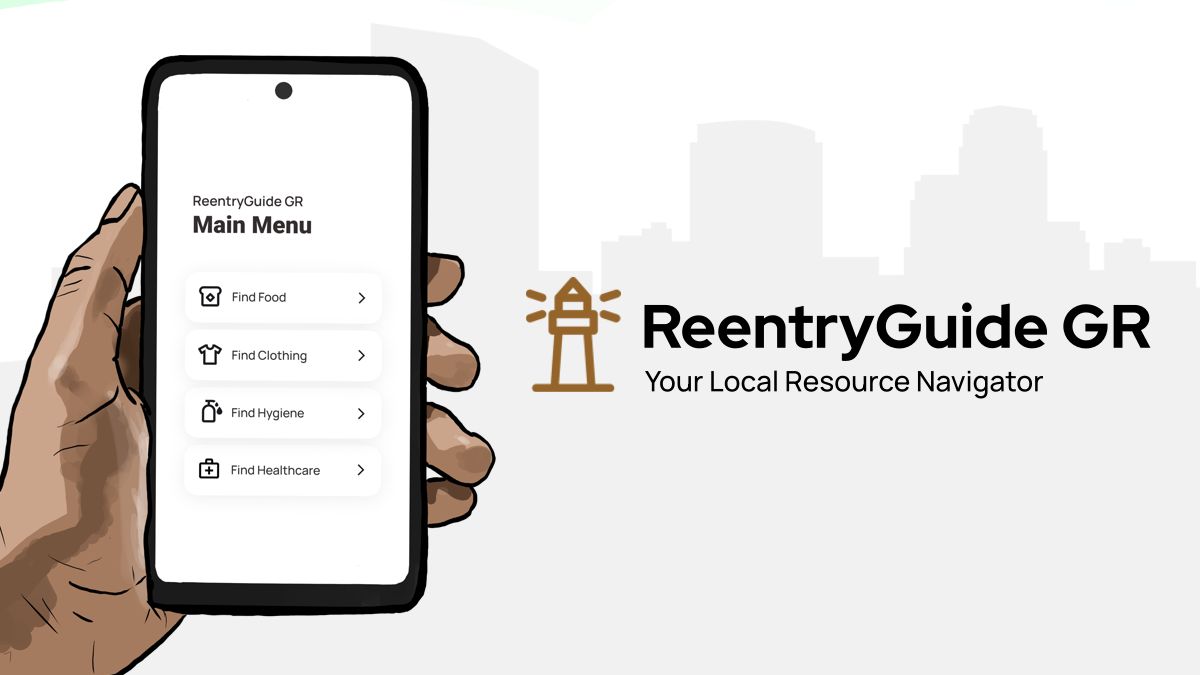 ReentryGuide GR
Main Menu
Find Food
Find Clothing
Find Hygiene
Find Healthcare
ReentryGuide GR
Your Local Resource Navigator